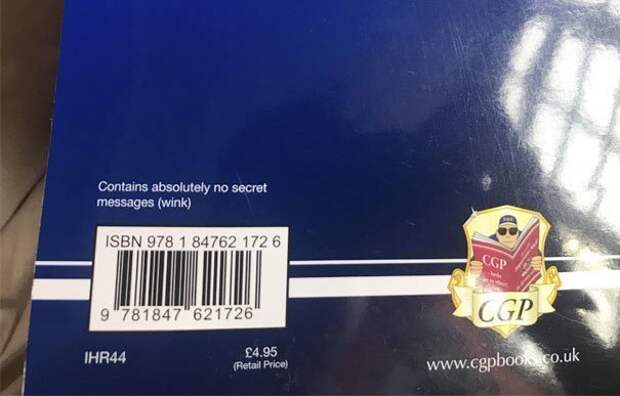 Contains absolutely no secret
messages (wink)
ISBN 978 1 84762 172 6
9 781847 621726
IHR44
£4.95
(Retail Price)
CGP
CGP
www.cgpbooks.co.uk